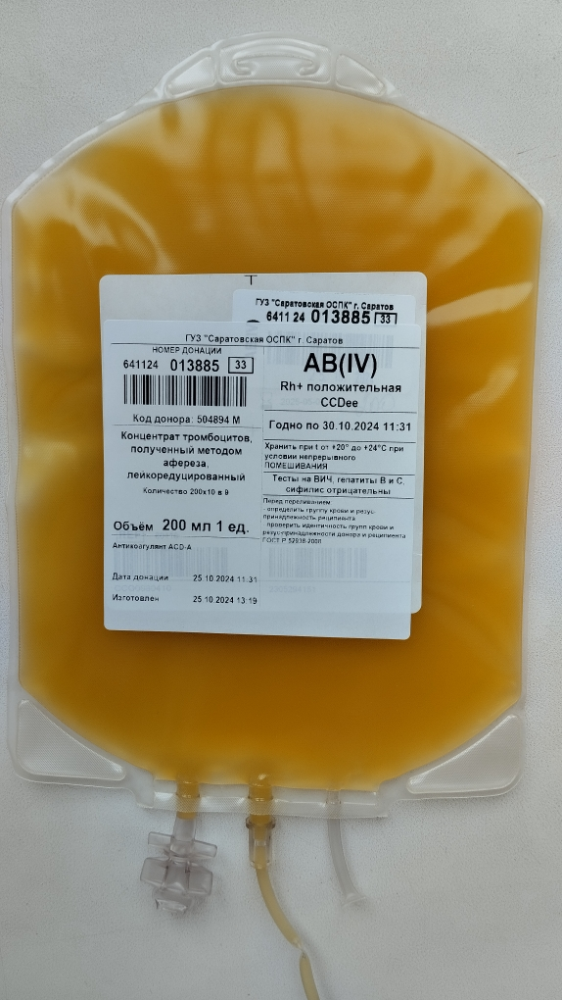 Т
ГУЗ "Саратовская ОСПК" г. Саратов
6411 24 013885 33
ГУЗ "Саратовская ОСПК" г. Саратов
НОМЕР ДОНАЦИИ
641124 013885 33
Код донора: 504894 М
Концентрат тромбоцитов,
полученный методом
афереза,
лейкоредуцированный
Количество 200х10 в 9
Объём 200 мл 1 ед.
Антикоагулянт ACD-A
Дата донации 25 10.2024 11.31
Изготовлен 25 10.2024 13:19
AB(IV)
Rh+ положительная
CCDee
Годно по 30.10.2024 11:31
Хранить при t от +20° до +24°С при
условии непрерывного
ПОМЕШИВАНИЯ
Тесты на ВИЧ, гепатиты В и С,
сифилис отрицательны
Перед переливанием
- определить группу крови и резус-
принадлежность реципиента
- проверить идентичность групп крови и
резус-принадлежности донора и реципиента
ГОСТ Р 52938-2008